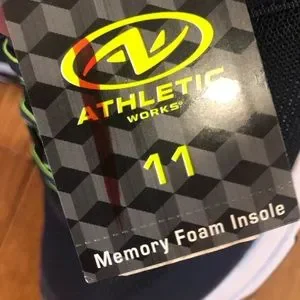 ATHLETIC
WORKS®
11
Memory Foam Insole